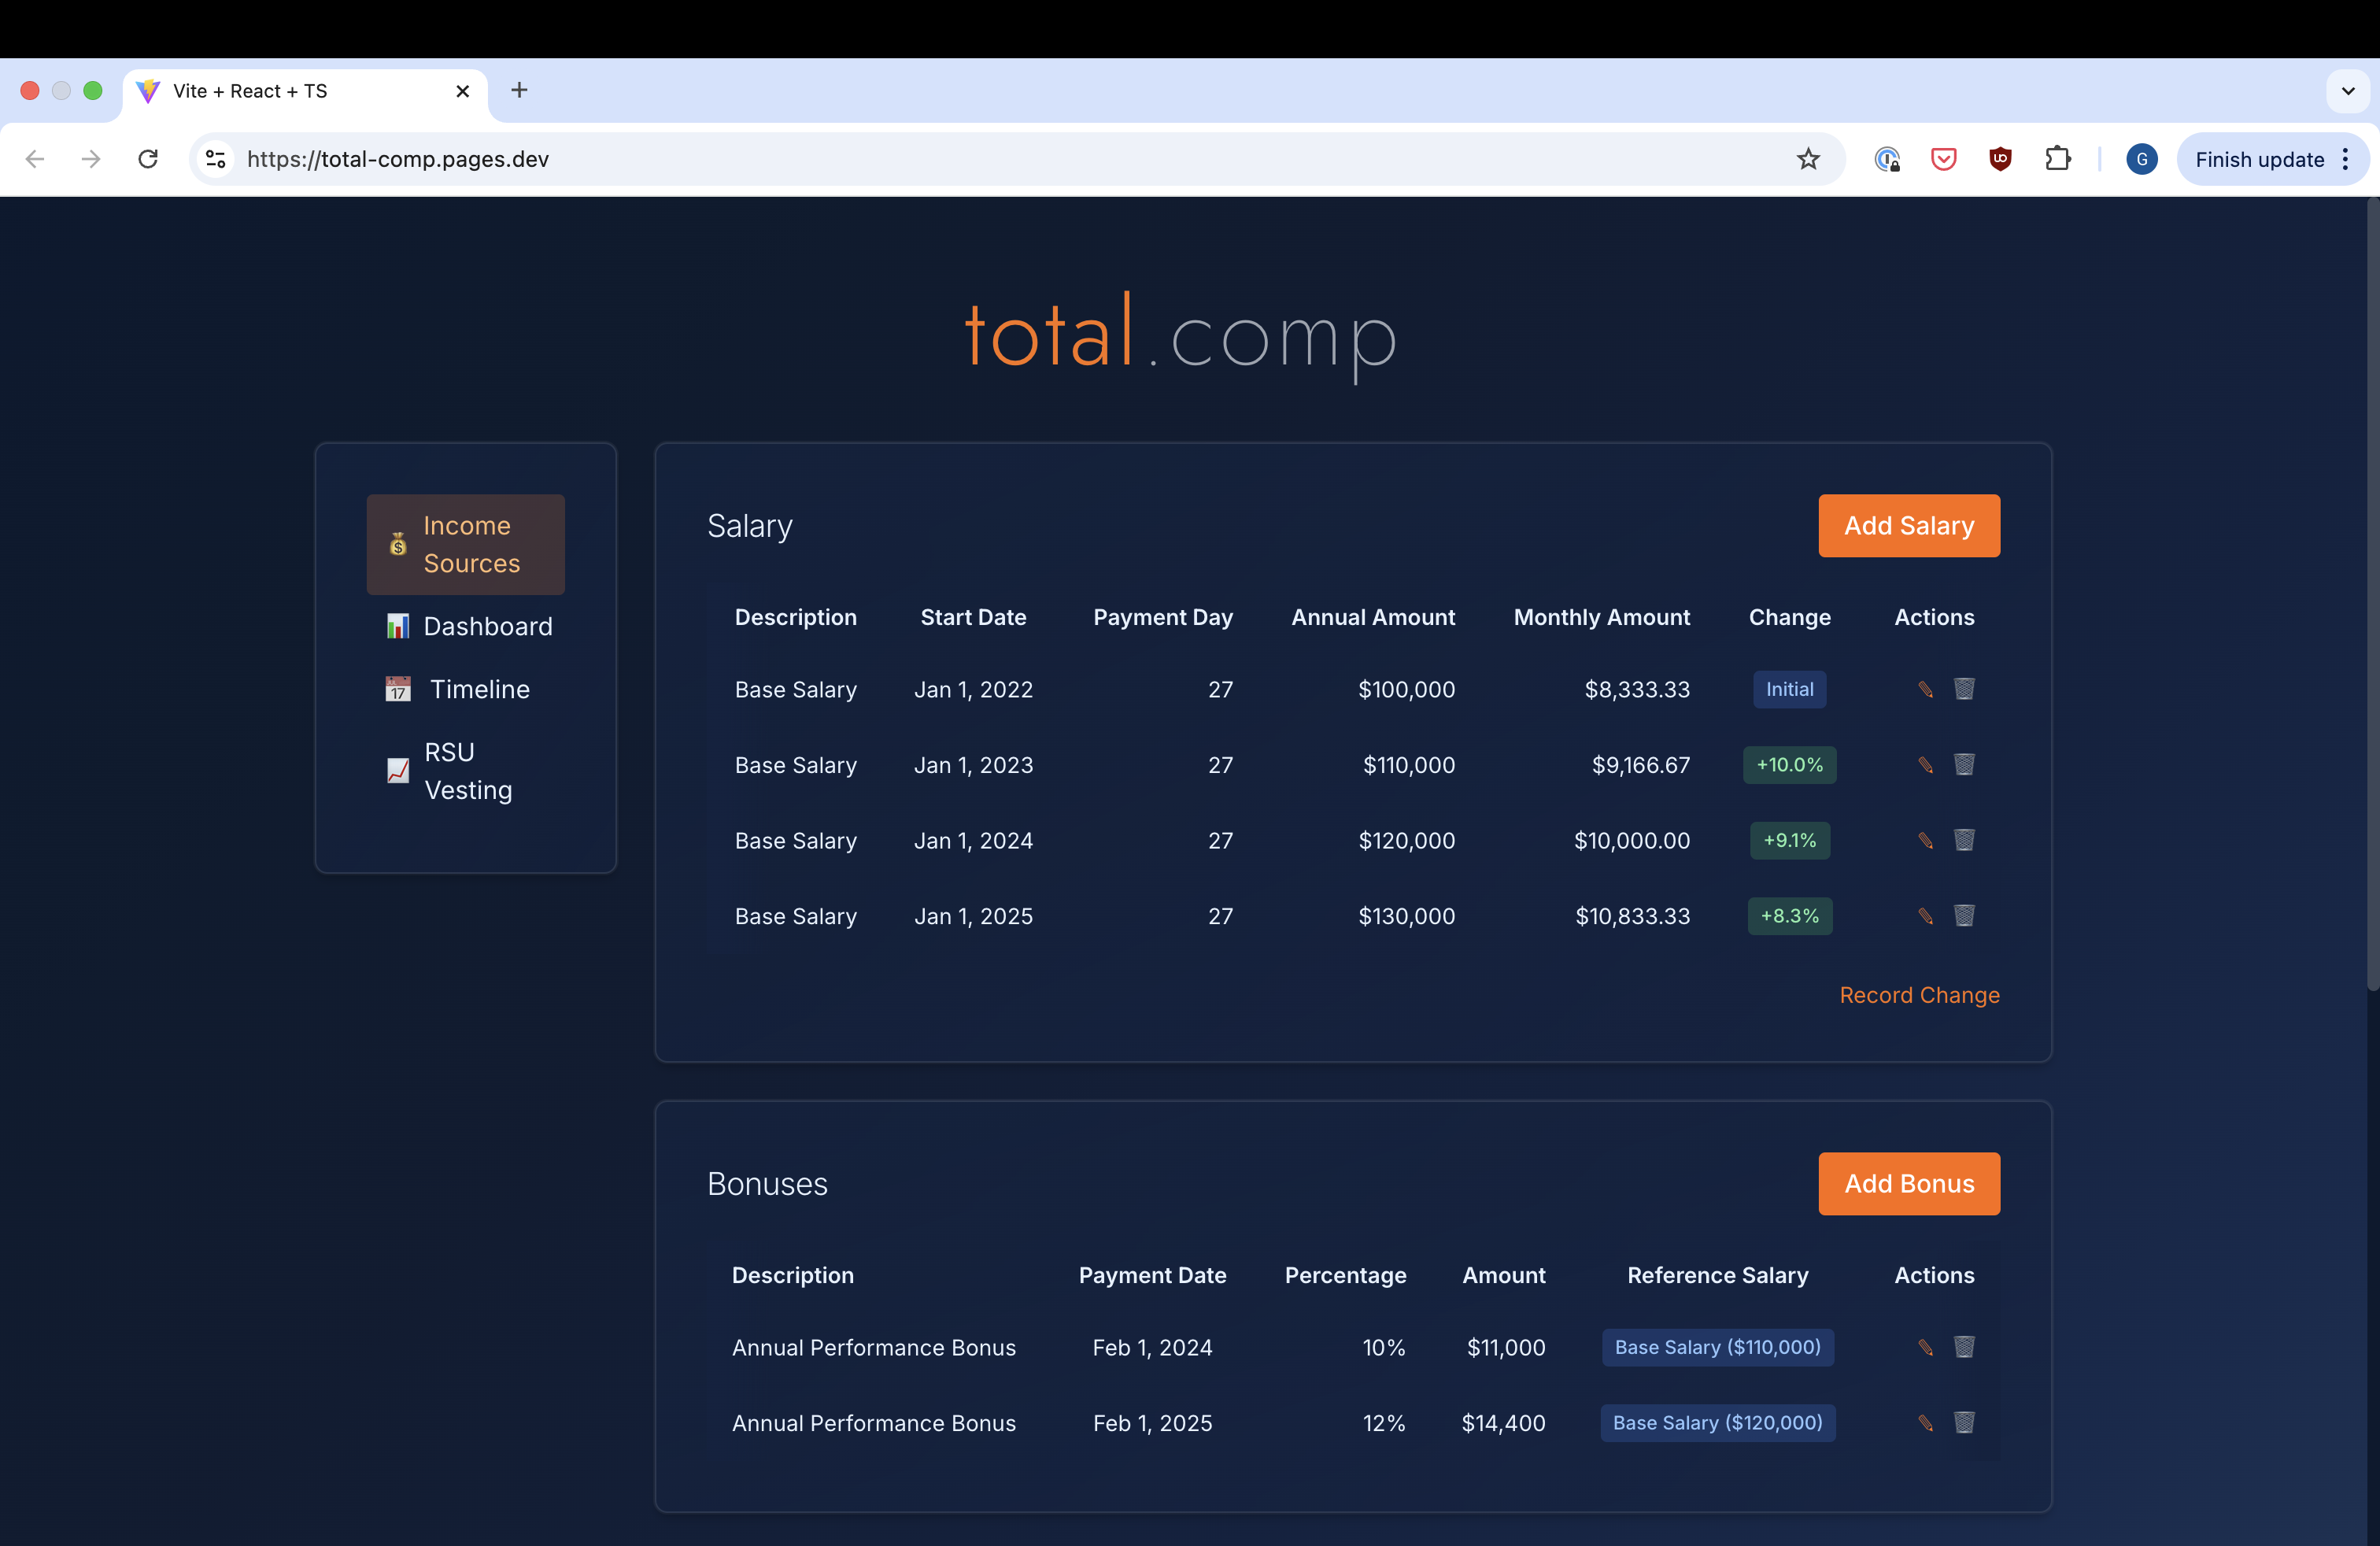 Vite + React + TS
https://total-comp.pages.dev
G
Finish update
total.comp
Income
Sources
Dashboard
17
Timeline
RSU
Vesting
Salary
Add Salary
Description Start Date Payment Day Annual Amount Monthly Amount Change Actions
Base Salary Jan 1, 2022 27 $100,000 $8,333.33 Initial
Base Salary Jan 1, 2023 27 $110,000 $9,166.67 +10.0%
Base Salary Jan 1, 2024 27 $120,000 $10,000.00 +9.1%
Base Salary Jan 1, 2025 27 $130,000 $10,833.33 +8.3%
Record Change
Bonuses
Add Bonus
Description Payment Date Percentage Amount Reference Salary Actions
Annual Performance Bonus Feb 1, 2024 10% $11,000 Base Salary ($110,000)
Annual Performance Bonus Feb 1, 2025 12% $14,400 Base Salary ($120,000)